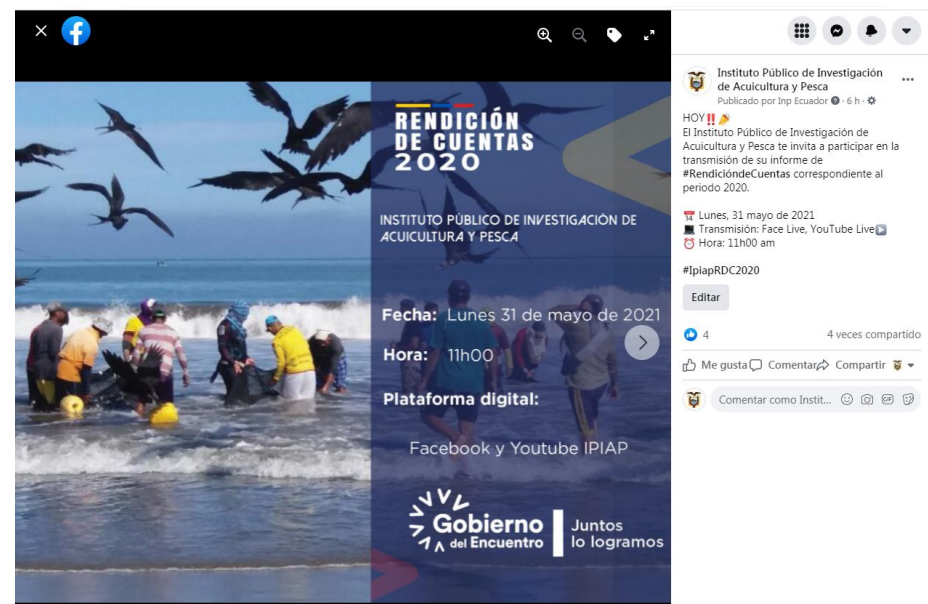 RENDICIÓN
DE CUENTAS
2020
INSTITUTO PÚBLICO DE INVESTIGACIÓN DE
ACUICULTURA Y PESCA
Fecha: Lunes 31 de mayo de 2021
Hora: 11h00
Plataforma digital:
Facebook y Youtube IPIAP
Gobierno
del Encuentro
Juntos
lo logramos
Instituto Público de Investigación
de Acuicultura y Pesca
Publicado por Inp Ecuador · 6 h ·
HOY‼️🎉
El Instituto Público de Investigación de
Acuicultura y Pesca te invita a participar en la
transmisión de su informe de
#RendicióndeCuentas correspondiente al
periodo 2020.
📅 Lunes, 31 mayo de 2021
💻 Transmisión: Face Live, YouTube Live▶️
⏰ Hora: 11h00 am
#IpiapRDC2020
Editar
4
4 veces compartido
Me gusta Comentar Compartir
Comentar como Instit... GIF